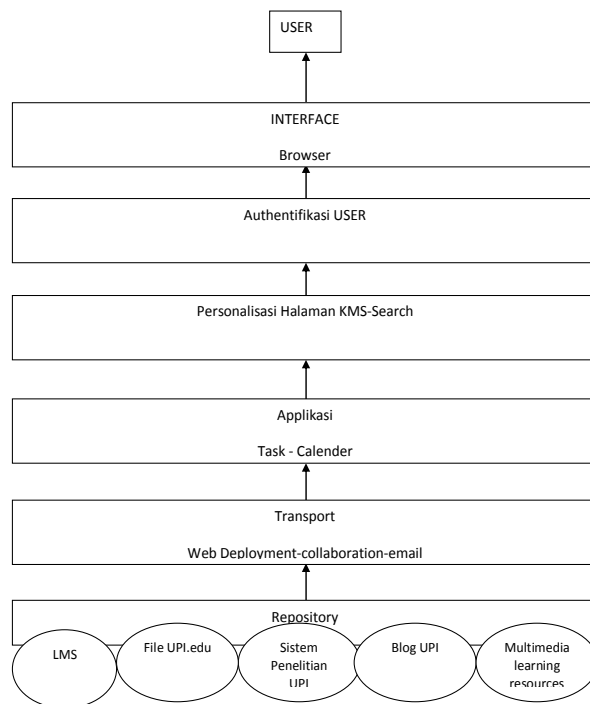 USER
INTERFACE
Browser
Authentifikasi USER
Personalisasi Halaman KMS-Search
Applikasi
Task - Calender
Transport
Web Deployment-collaboration-email
Repository
LMS
File UPI.edu
Sistem
Penelitian
UPI
Blog UPI
Multimedia
learning
resources